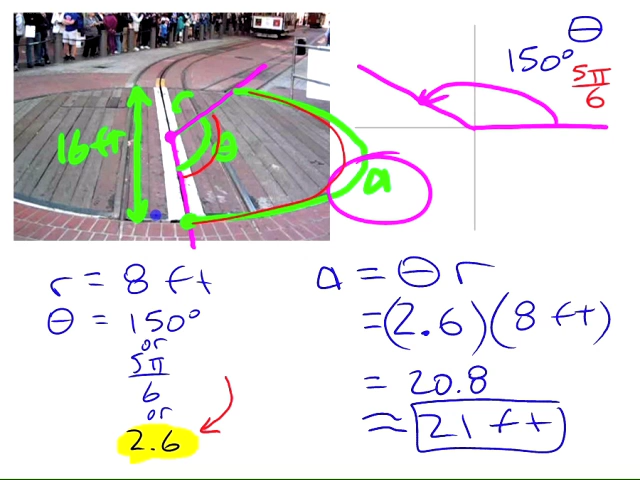 16 ft
r
θ
a
θ
150°
5π/6
r = 8 ft
θ = 150°
or
5π/6
or
2.6
a = θ r
= (2.6)(8 ft)
= 20.8
≈ 21 ft